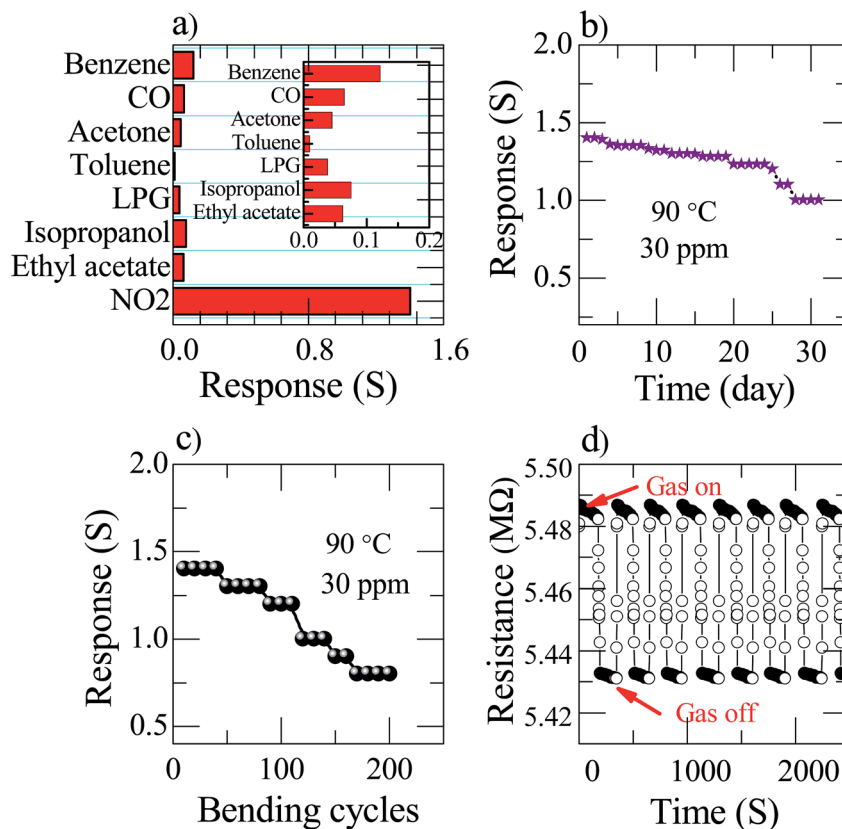 a)
Benzene
CO
Acetone
Toluene
LPG
Isopropanol
Ethyl acetate
NO2
0.0 0.8 1.6
Response (S)
Benzene
CO
Acetone
Toluene
LPG
Isopropanol
Ethyl acetate
0.0 0.1 0.2
b)
Response (S)
2.0
1.5
1.0
0.5
90 °C
30 ppm
0 10 20 30
Time (day)
c)
Response (S)
2.0
1.5
1.0
0.5
90 °C
30 ppm
0 100 200
Bending cycles
d)
Resistance (MΩ)
5.50
5.48
5.46
5.44
5.42
Gas on
Gas off
0 1000 2000
Time (S)